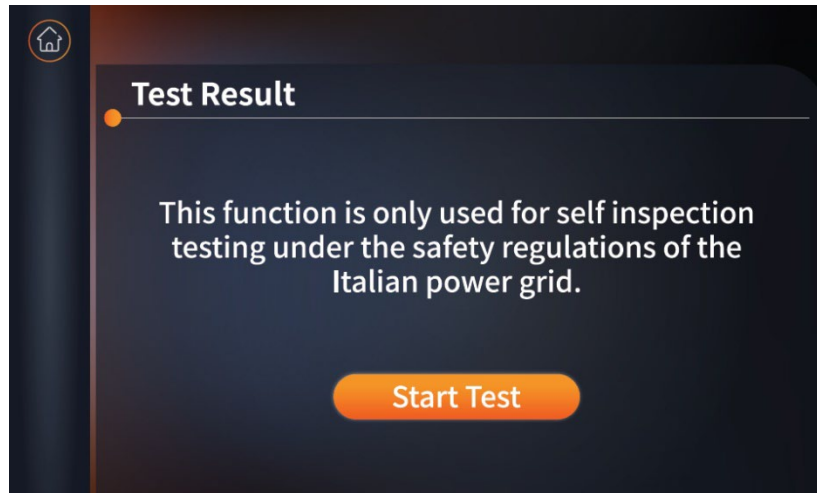 Test Result
This function is only used for self inspection
testing under the safety regulations of the
Italian power grid.
Start Test